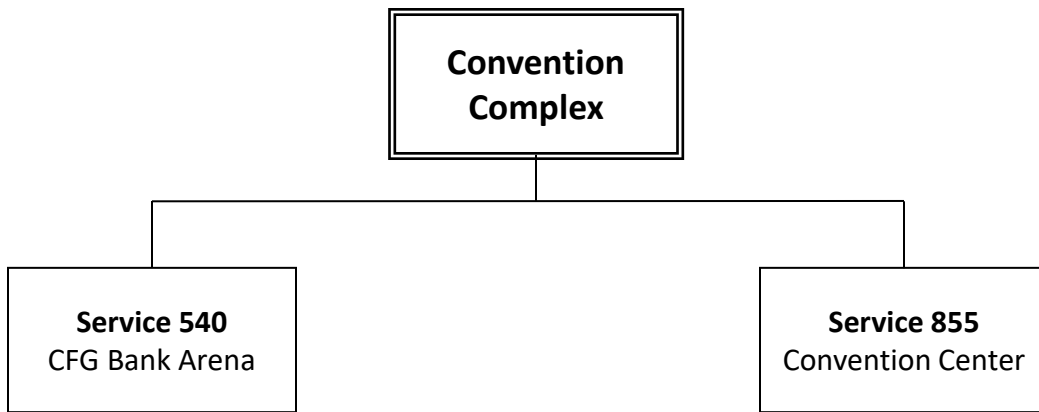 Convention
Complex
Service 540
CFG Bank Arena
Service 855
Convention Center